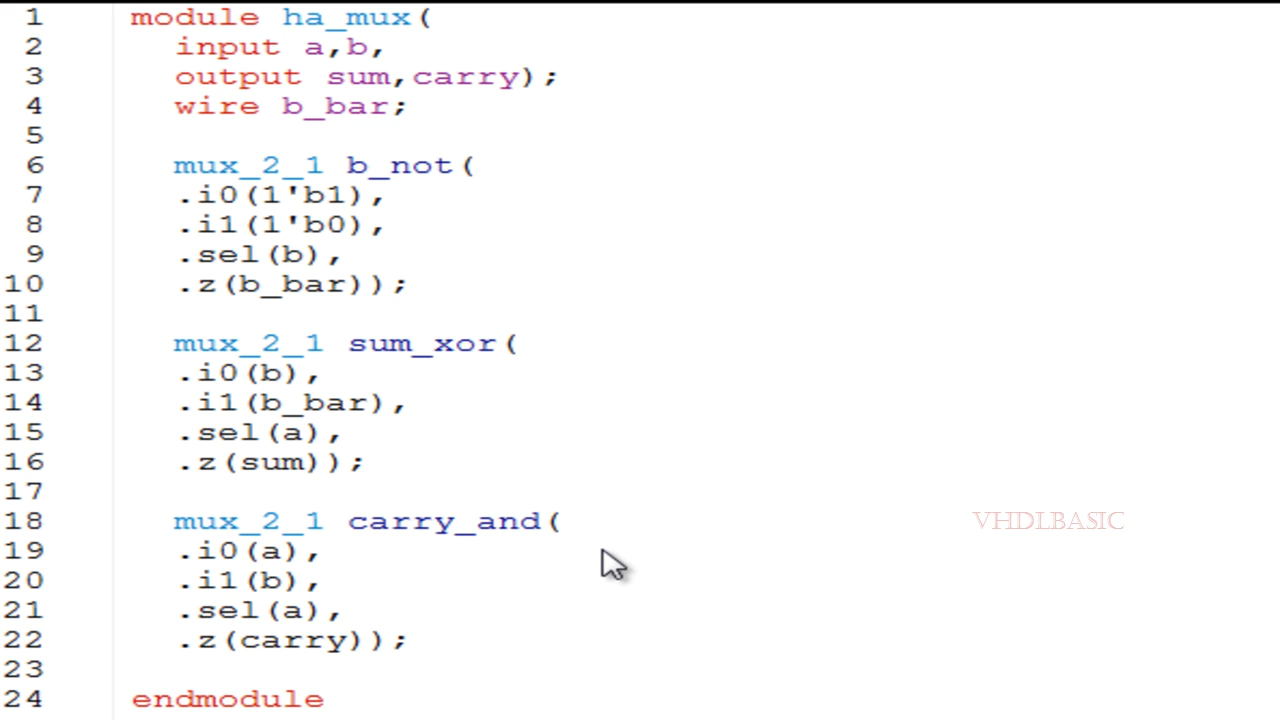 1 module ha_mux(
2 input a,b,
3 output sum,carry);
4 wire b_bar;
5
6 mux_2_1 b_not(
7 .i0(1'b1),
8 .i1(1'b0),
9 .sel(b),
10 .z(b_bar));
11
12 mux_2_1 sum_xor(
13 .i0(b),
14 .i1(b_bar),
15 .sel(a),
16 .z(sum));
17
18 mux_2_1 carry_and(
VHDLBASIC
19 .i0(a),
20 .i1(b),
21 .sel(a),
22 .z(carry));
23
24 endmodule